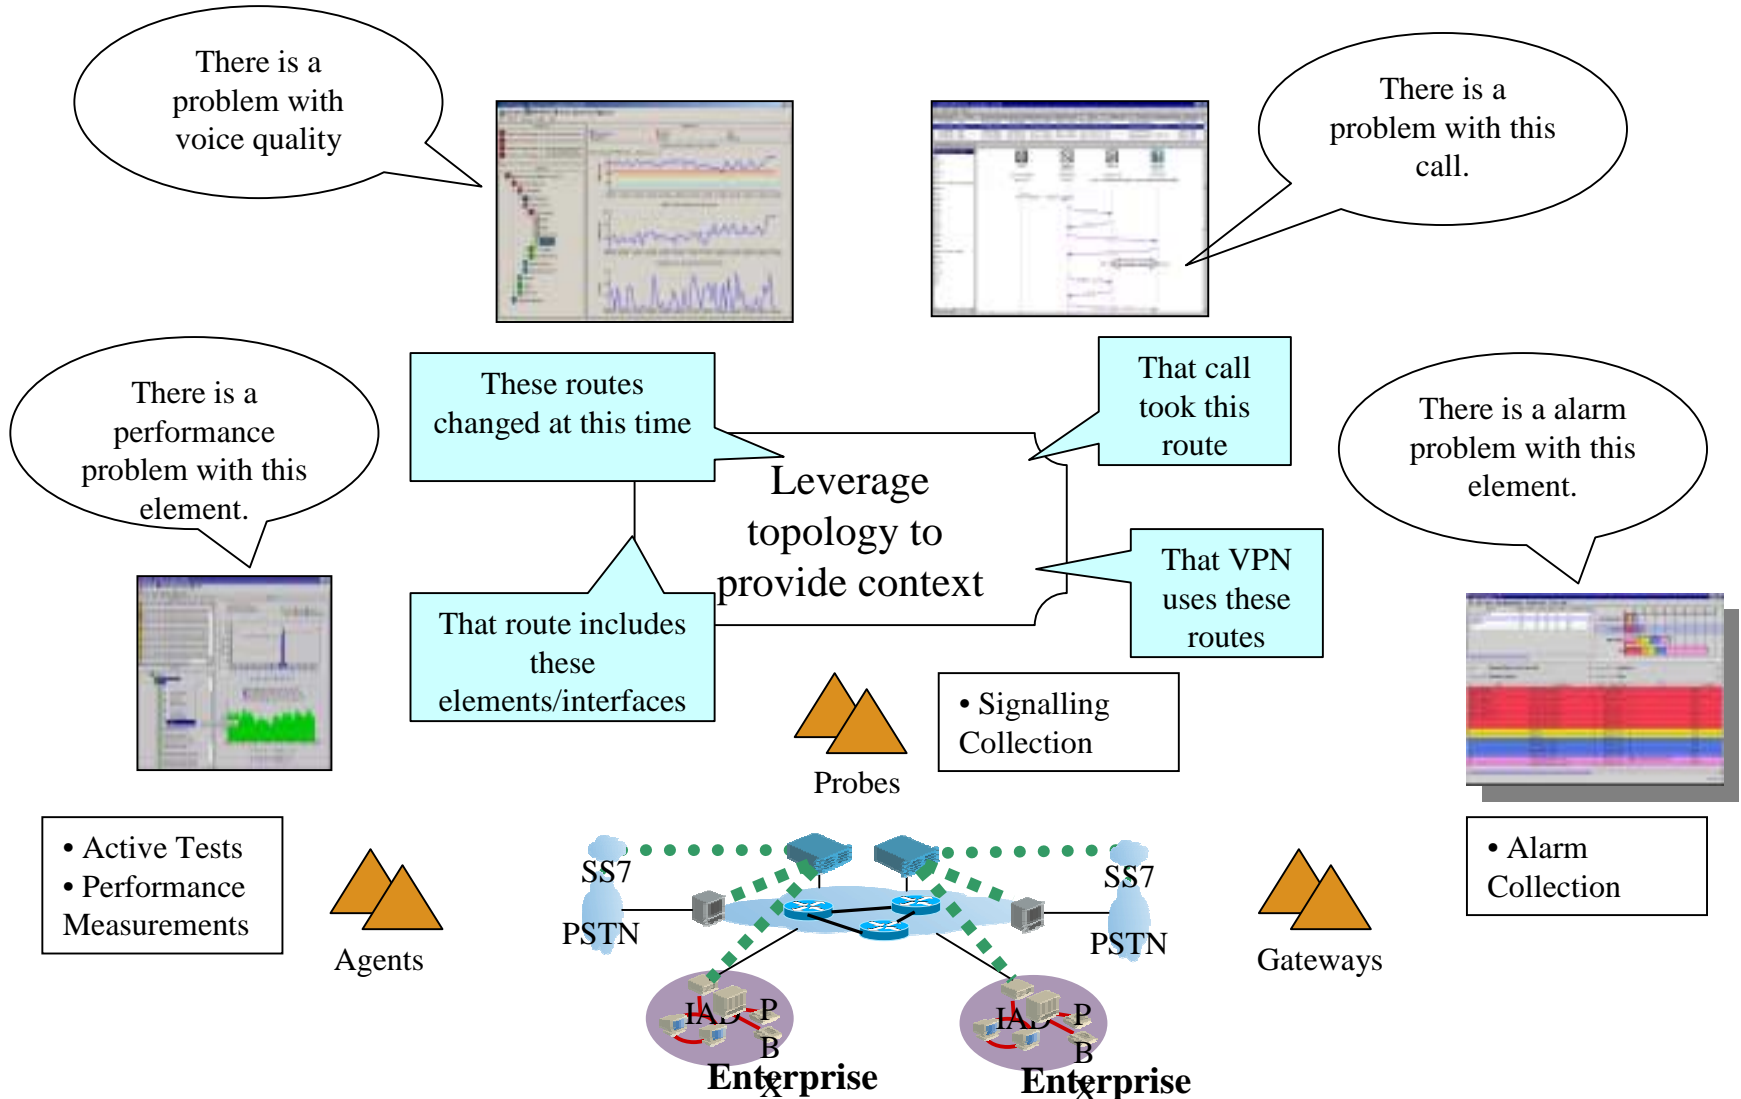 There is a
problem with
voice quality
There is a
problem with this
call.
There is a
performance
problem with this
element.
These routes
changed at this time
That call
took this
route
There is a alarm
problem with this
element.
Leverage
topology to
provide context
That route includes
these
elements/interfaces
That VPN
uses these
routes
• Signalling
Collection
Probes
• Active Tests
• Performance
Measurements
Agents
• Alarm
Collection
Gateways
SS7
PSTN
SS7
PSTN
IAD
P
B
X
Enterprise
IAD
P
B
X
Enterprise